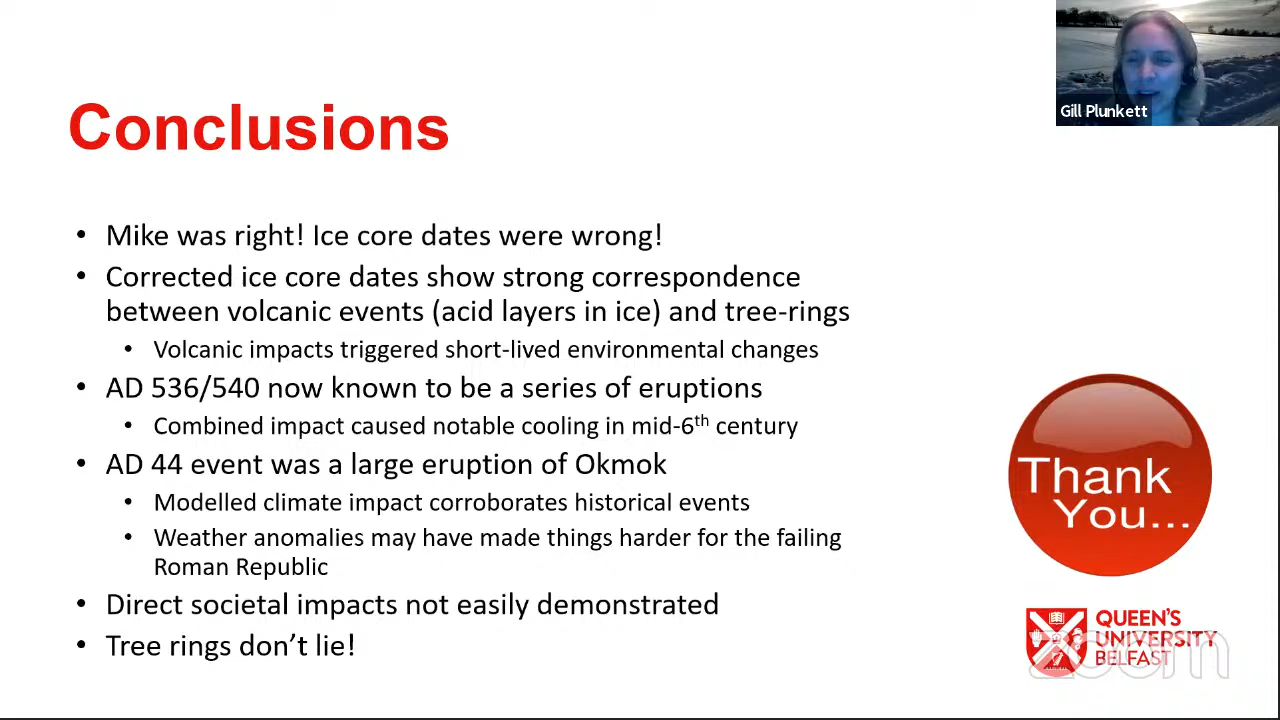 Gill Plunkett
Conclusions
• Mike was right! Ice core dates were wrong!
• Corrected ice core dates show strong correspondence
between volcanic events (acid layers in ice) and tree-rings
• Volcanic impacts triggered short-lived environmental changes
• AD 536/540 now known to be a series of eruptions
• Combined impact caused notable cooling in mid-6th century
• AD 44 event was a large eruption of Okmok
• Modelled climate impact corroborates historical events
• Weather anomalies may have made things harder for the failing
Roman Republic
• Direct societal impacts not easily demonstrated
• Tree rings don't lie!
Thank
You...
QUEEN'S
UNIVERSITY
BELFAST
zoom